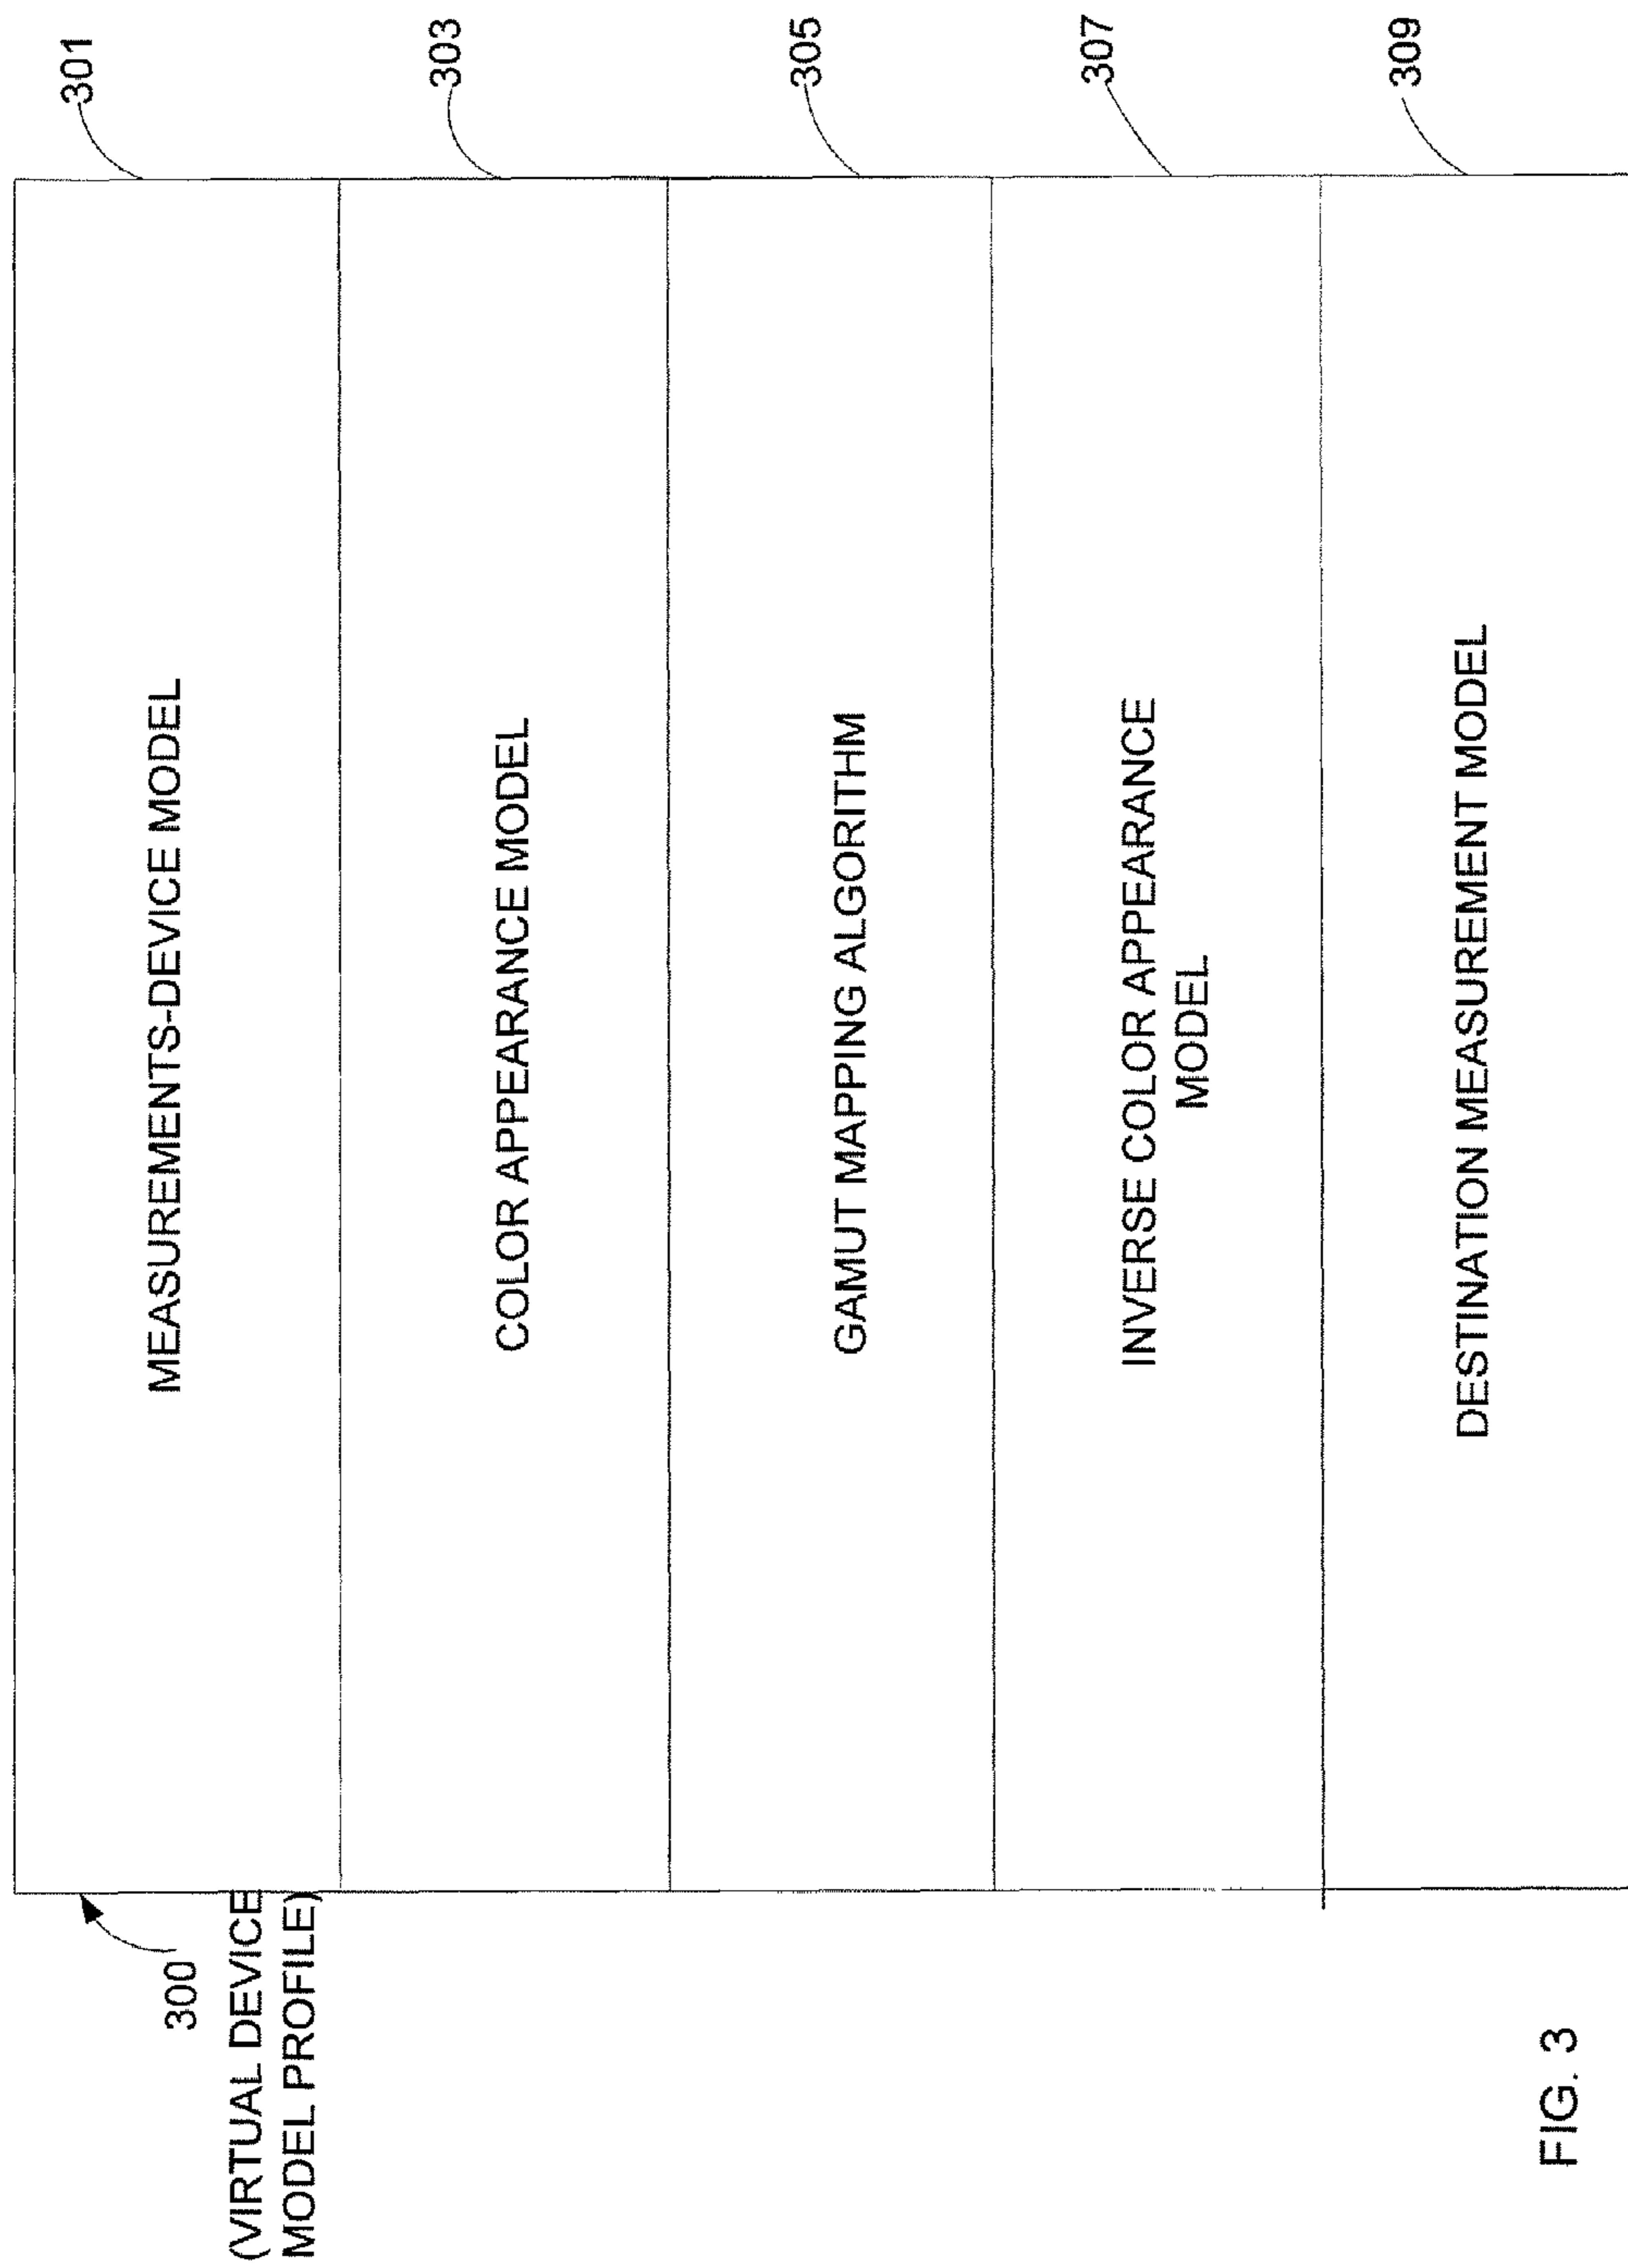 300
(VIRTUAL DEVICE
MODEL PROFILE)
MEASUREMENTS-DEVICE MODEL
301
COLOR APPEARANCE MODEL
303
GAMUT MAPPING ALGORITHM
305
INVERSE COLOR APPEARANCE
MODEL
307
DESTINATION MEASUREMENT MODEL
309
FIG. 3